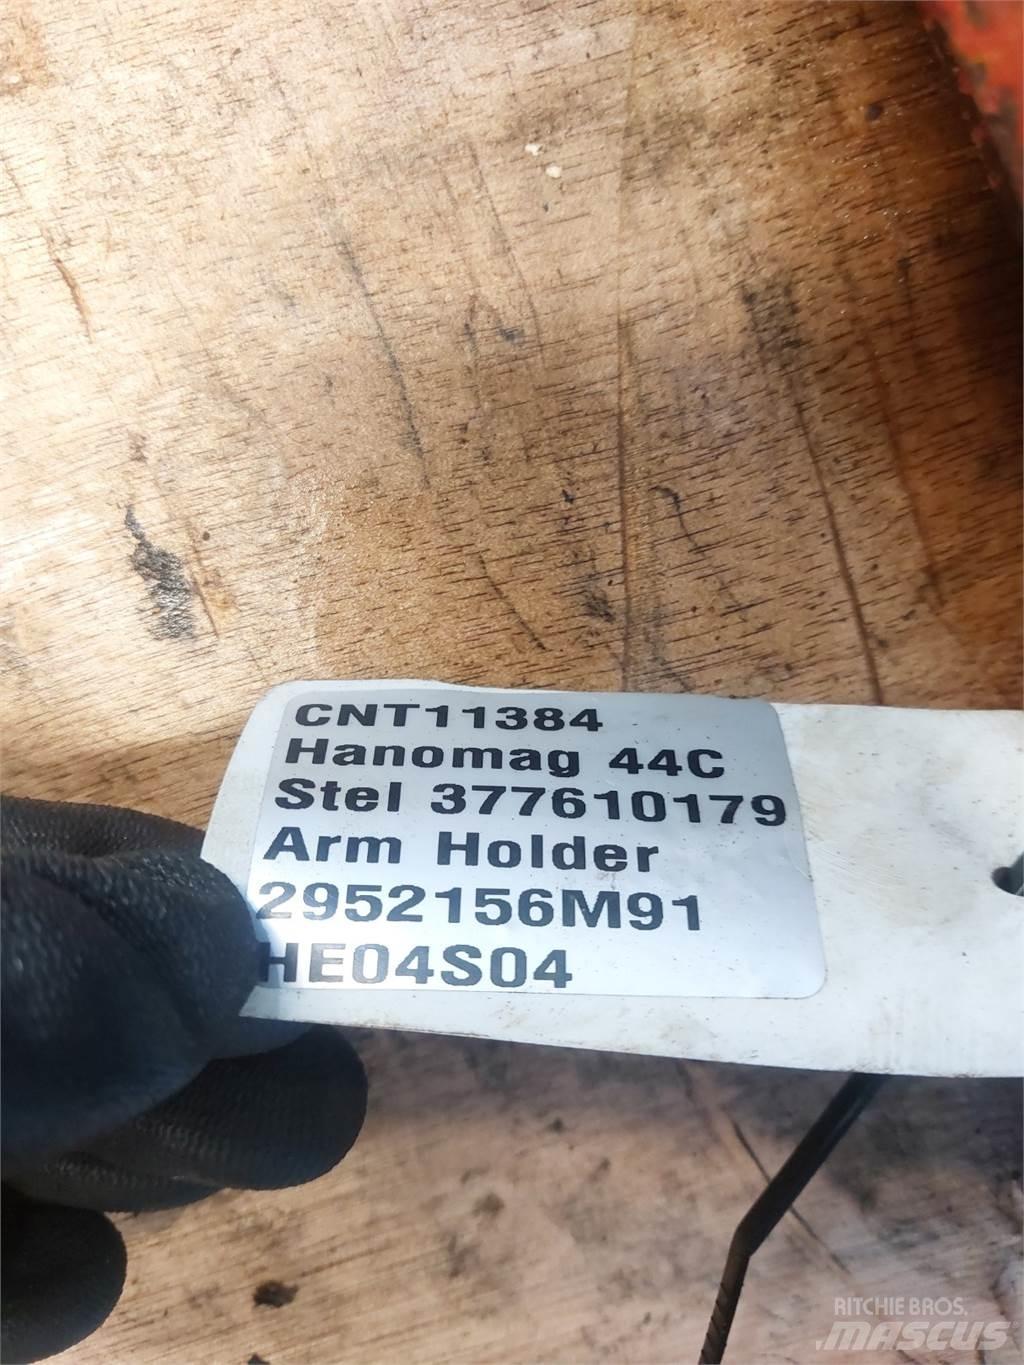 CNT11384
Hanomag 44C
Stel 377610179
Arm Holder
2952156M91
HE04S04
RITCHIE BROS.
MASCUS